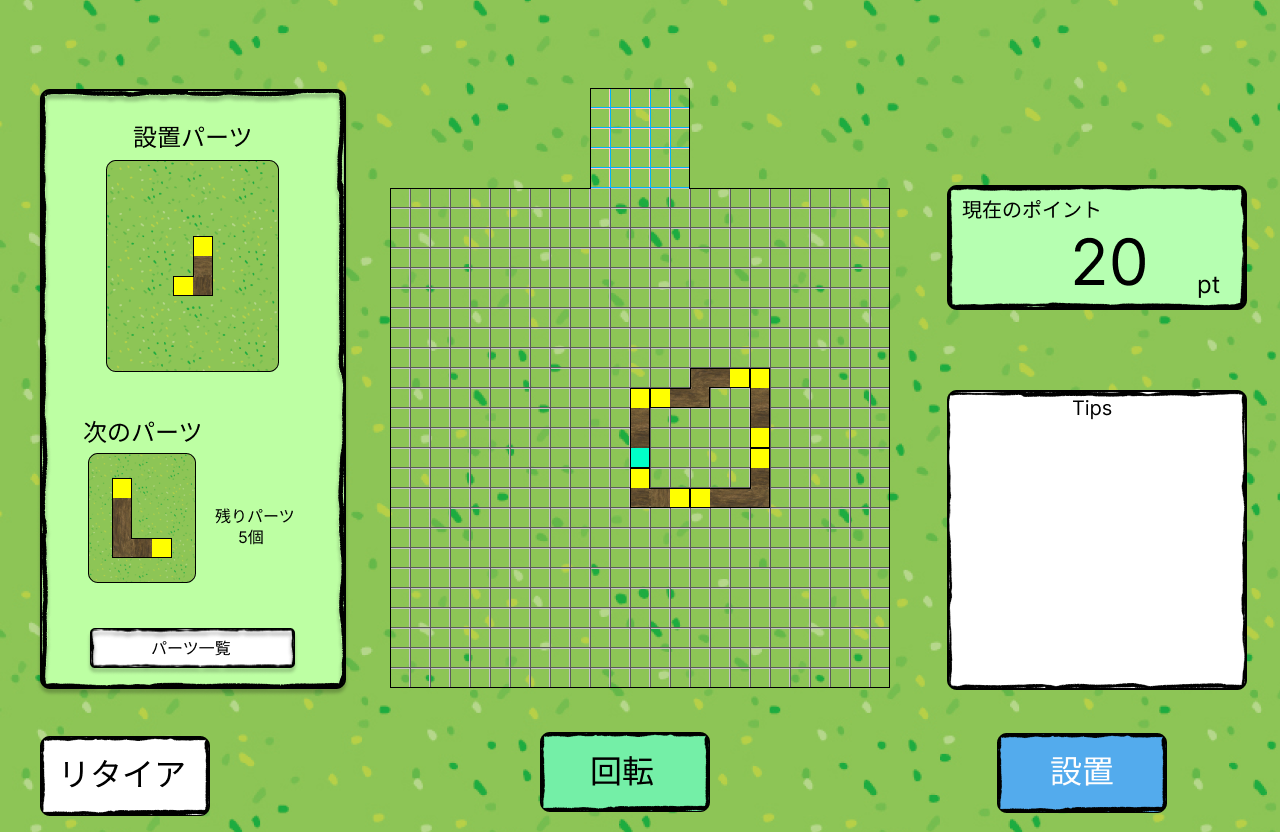 設置パーツ
次のパーツ
残りパーツ
5個
パーツ一覧
リタイア
回転
現在のポイント
20 pt
Tips
設置